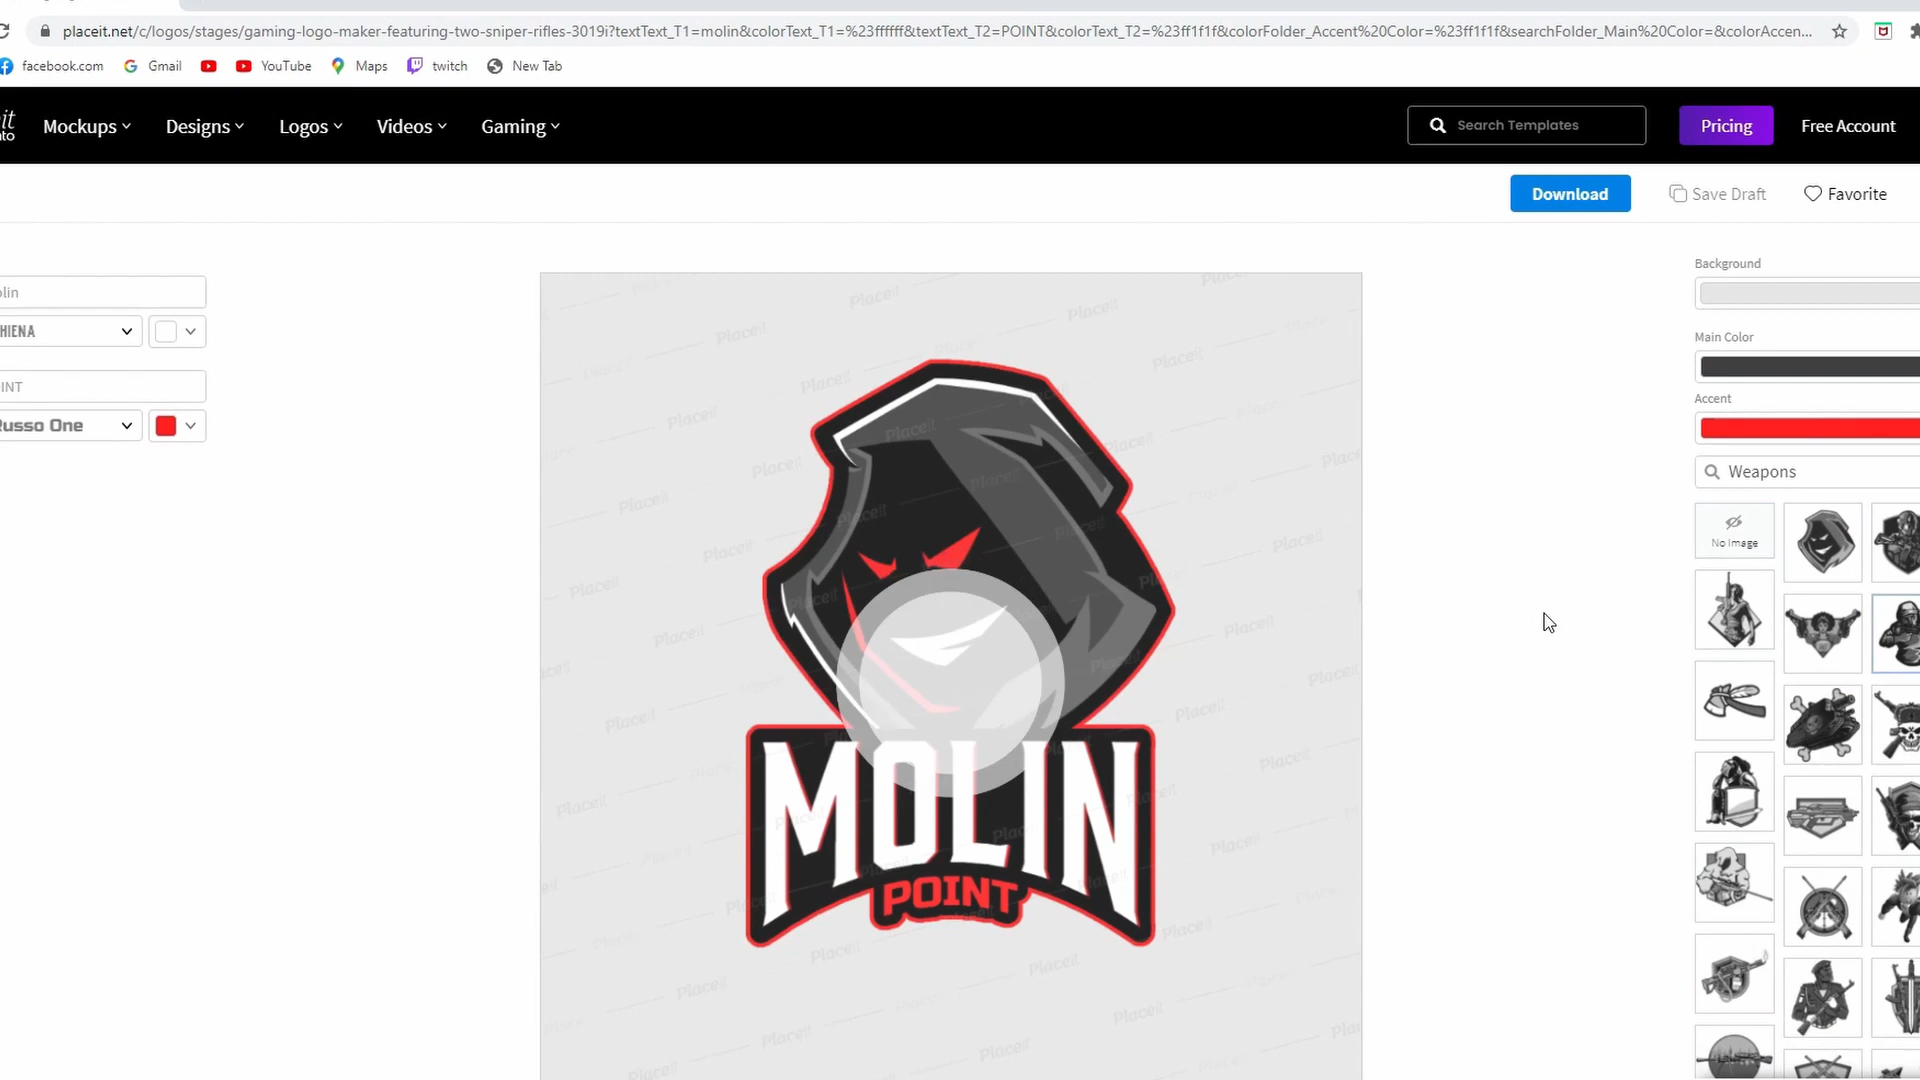 placeit.net/c/logos/stages/gaming-logo-maker-featuring-two-sniper-rifles-3019i?textText_T1=molin&colorText_T1=%23ffffff&textText_T2=POINT&colorText_T2=%23ff1f1f&colorFolder_Accent%20Color=%23ff1f1f&searchFolder_Main%20Color=&colorAccen...
facebook.com Gmail YouTube Maps twitch New Tab
Mockups Designs Logos Videos Gaming Search Templates Pricing Free Account
Download Save Draft Favorite
olin
HIENA
INT
Russo One
Background
Main Color
Accent
Weapons
No Image
MOLIN
POINT
Placeit